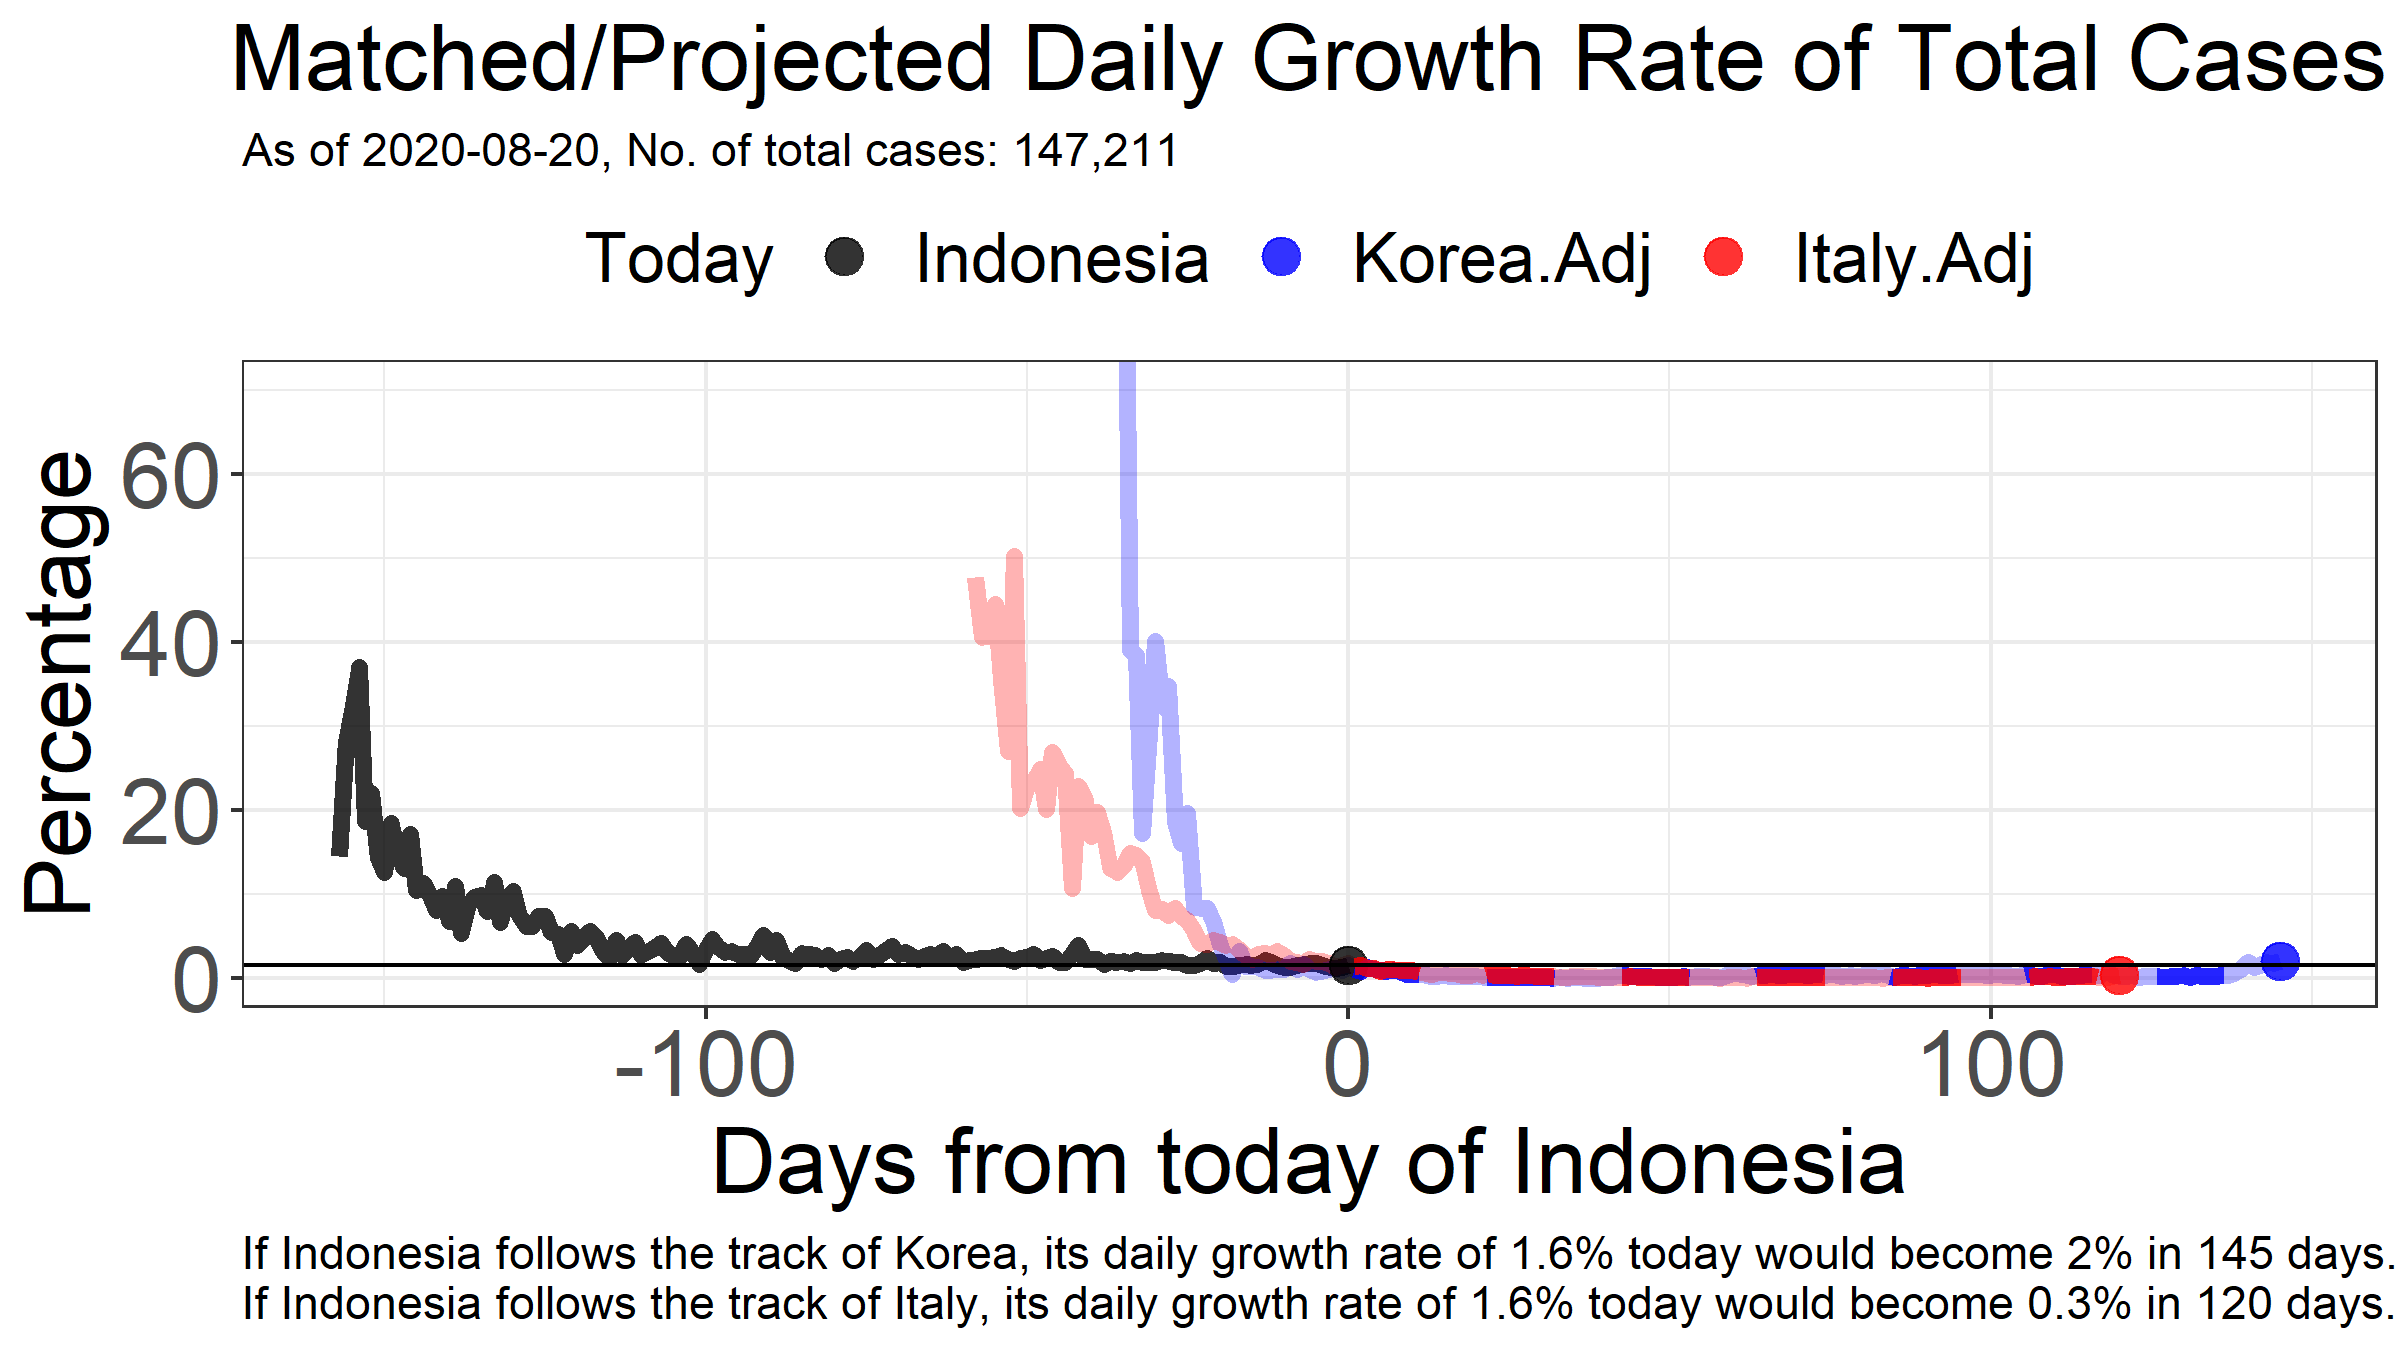 Matched/Projected Daily Growth Rate of Total Cases
As of 2020-08-20, No. of total cases: 147,211
Today Indonesia Korea.Adj Italy.Adj
Percentage
60
40
20
0
-100 0 100
Days from today of Indonesia
If Indonesia follows the track of Korea, its daily growth rate of 1.6% today would become 2% in 145 days.
If Indonesia follows the track of Italy, its daily growth rate of 1.6% today would become 0.3% in 120 days.